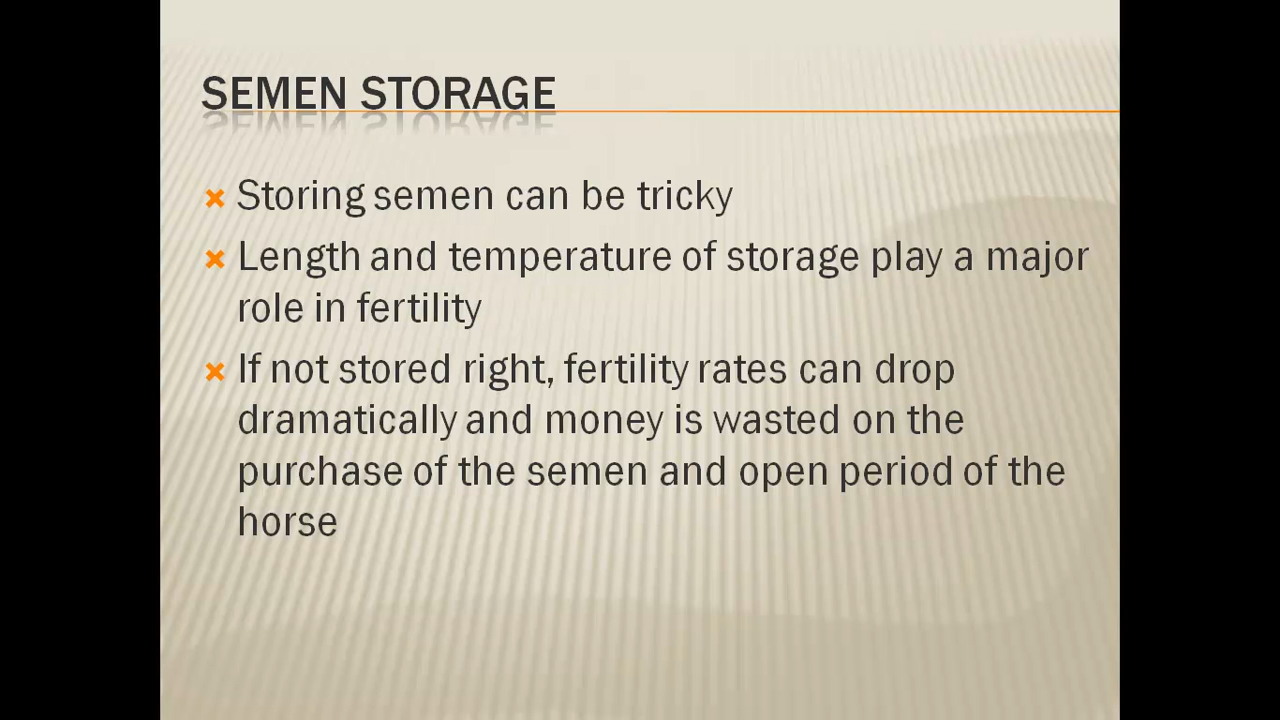 SEMEN STORAGE
Storing semen can be tricky
Length and temperature of storage play a major
role in fertility
If not stored right, fertility rates can drop
dramatically and money is wasted on the
purchase of the semen and open period of the
horse